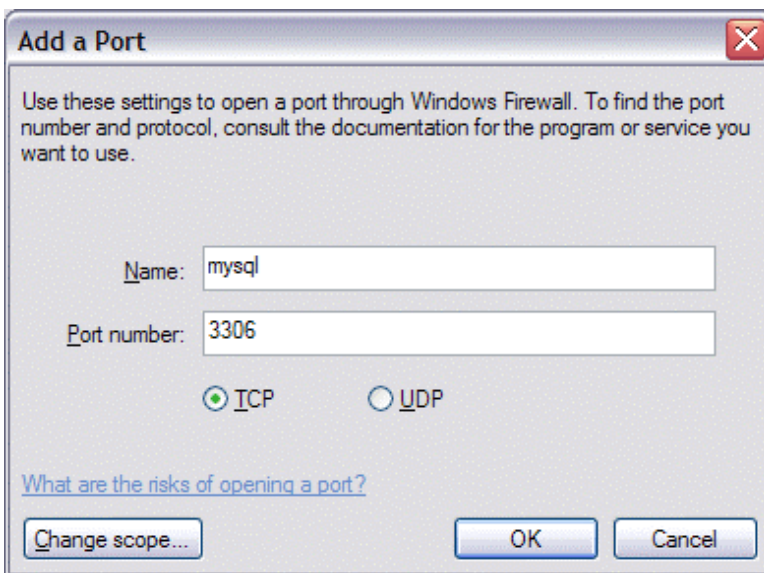 Add a Port
Use these settings to open a port through Windows Firewall. To find the port
number and protocol, consult the documentation for the program or service you
want to use.
Name: mysql
Port number: 3306
TCP UDP
What are the risks of opening a port?
Change scope... OK Cancel